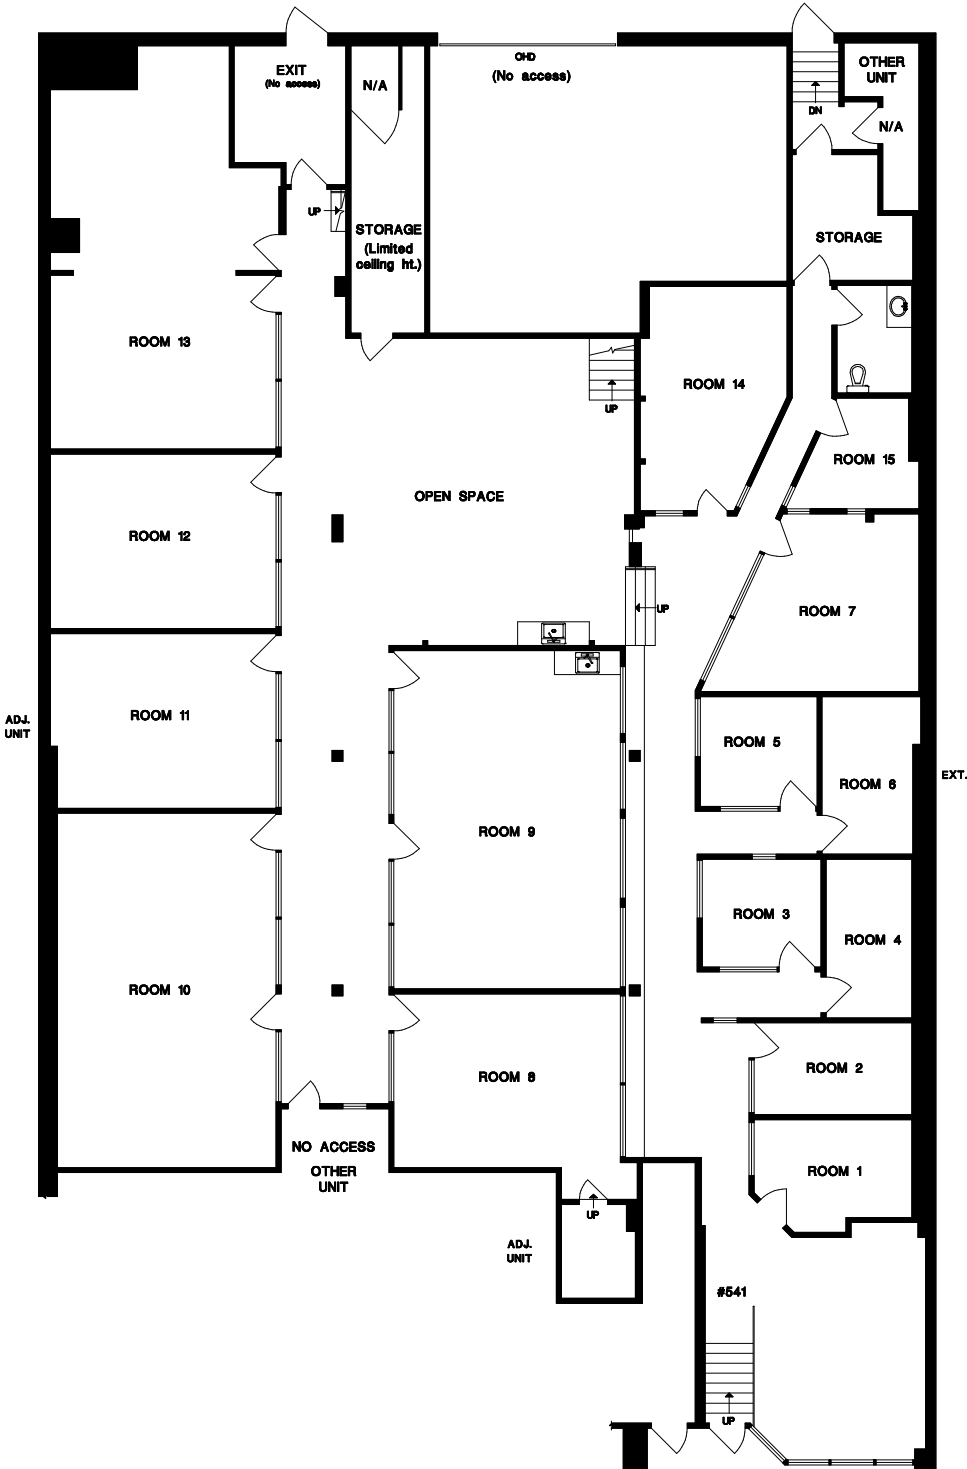 OHD
(No access)
EXIT
(No access)
N/A
OTHER
UNIT
DN
N/A
UP
STORAGE
(Limited
ceiling ht.)
STORAGE
ROOM 13
ROOM 14
UP
ROOM 15
OPEN SPACE
ROOM 12
UP
ROOM 7
ROOM 11
ADJ.
UNIT
ROOM 5
EXT.
ROOM 6
ROOM 9
ROOM 3
ROOM 4
ROOM 10
ROOM 2
ROOM 8
NO ACCESS
OTHER
UNIT
ROOM 1
UP
ADJ.
UNIT
#541
UP